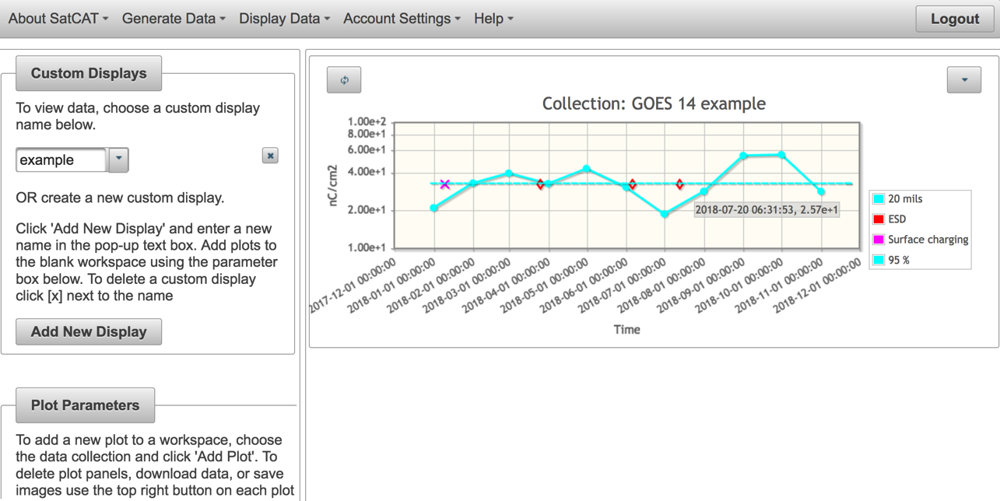 About SatCAT Generate Data Display Data Account Settings Help Logout
Custom Displays
To view data, choose a custom display
name below.
example
OR create a new custom display.
Click 'Add New Display' and enter a new
name in the pop-up text box. Add plots to
the blank workspace using the parameter
box below. To delete a custom display
click [x] next to the name
Add New Display
Plot Parameters
To add a new plot to a workspace, choose
the data collection and click 'Add Plot'. To
delete plot panels, download data, or save
images use the top right button on each plot
Collection: GOES 14 example
nC/cm2
1.00e+2
8.00e+1
6.00e+1
4.00e+1
2.00e+1
1.00e+1
2018-07-20 06:31:53, 2.57e+1
2017-12-01 00:00:00
2018-01-01 00:00:00
2018-02-01 00:00:00
2018-03-01 00:00:00
2018-04-01 00:00:00
2018-05-01 00:00:00
2018-06-01 00:00:00
2018-07-01 00:00:00
2018-08-01 00:00:00
2018-09-01 00:00:00
2018-10-01 00:00:00
2018-11-01 00:00:00
2018-12-01 00:00:00
Time
20 mils
ESD
Surface charging
95 %